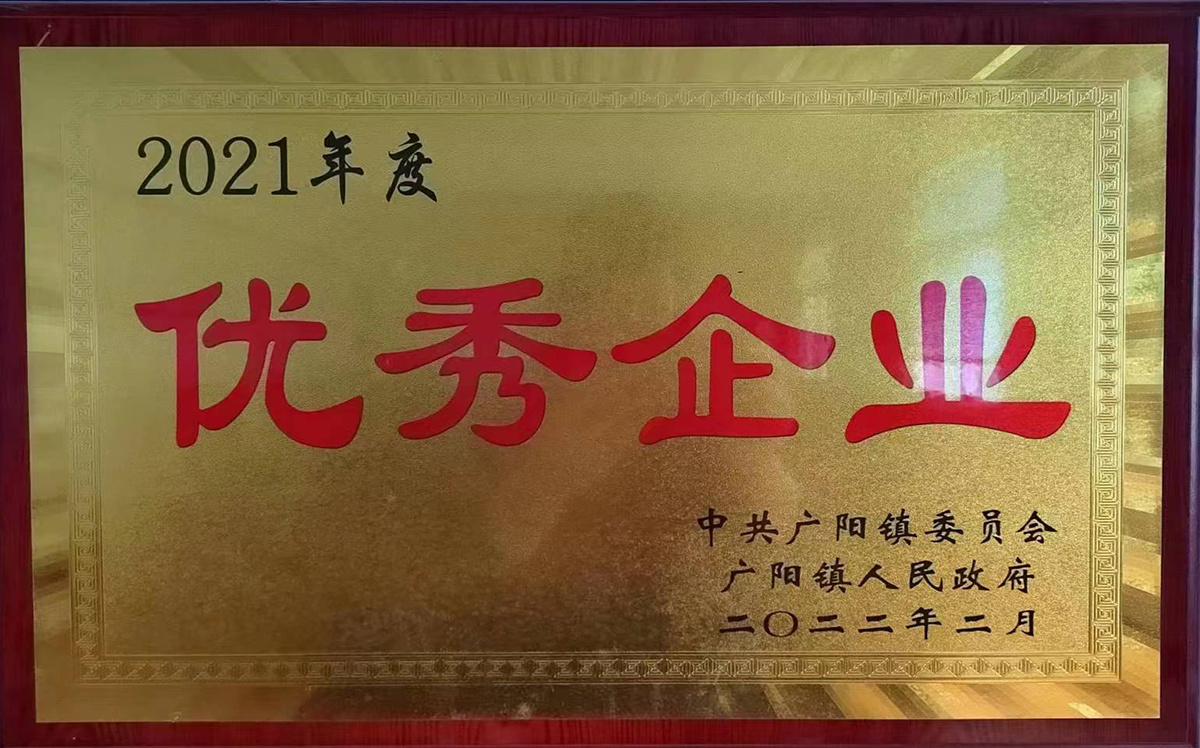 2021年度
优秀企业
中共广阳镇委员会
广阳镇人民政府
二〇二二年二月